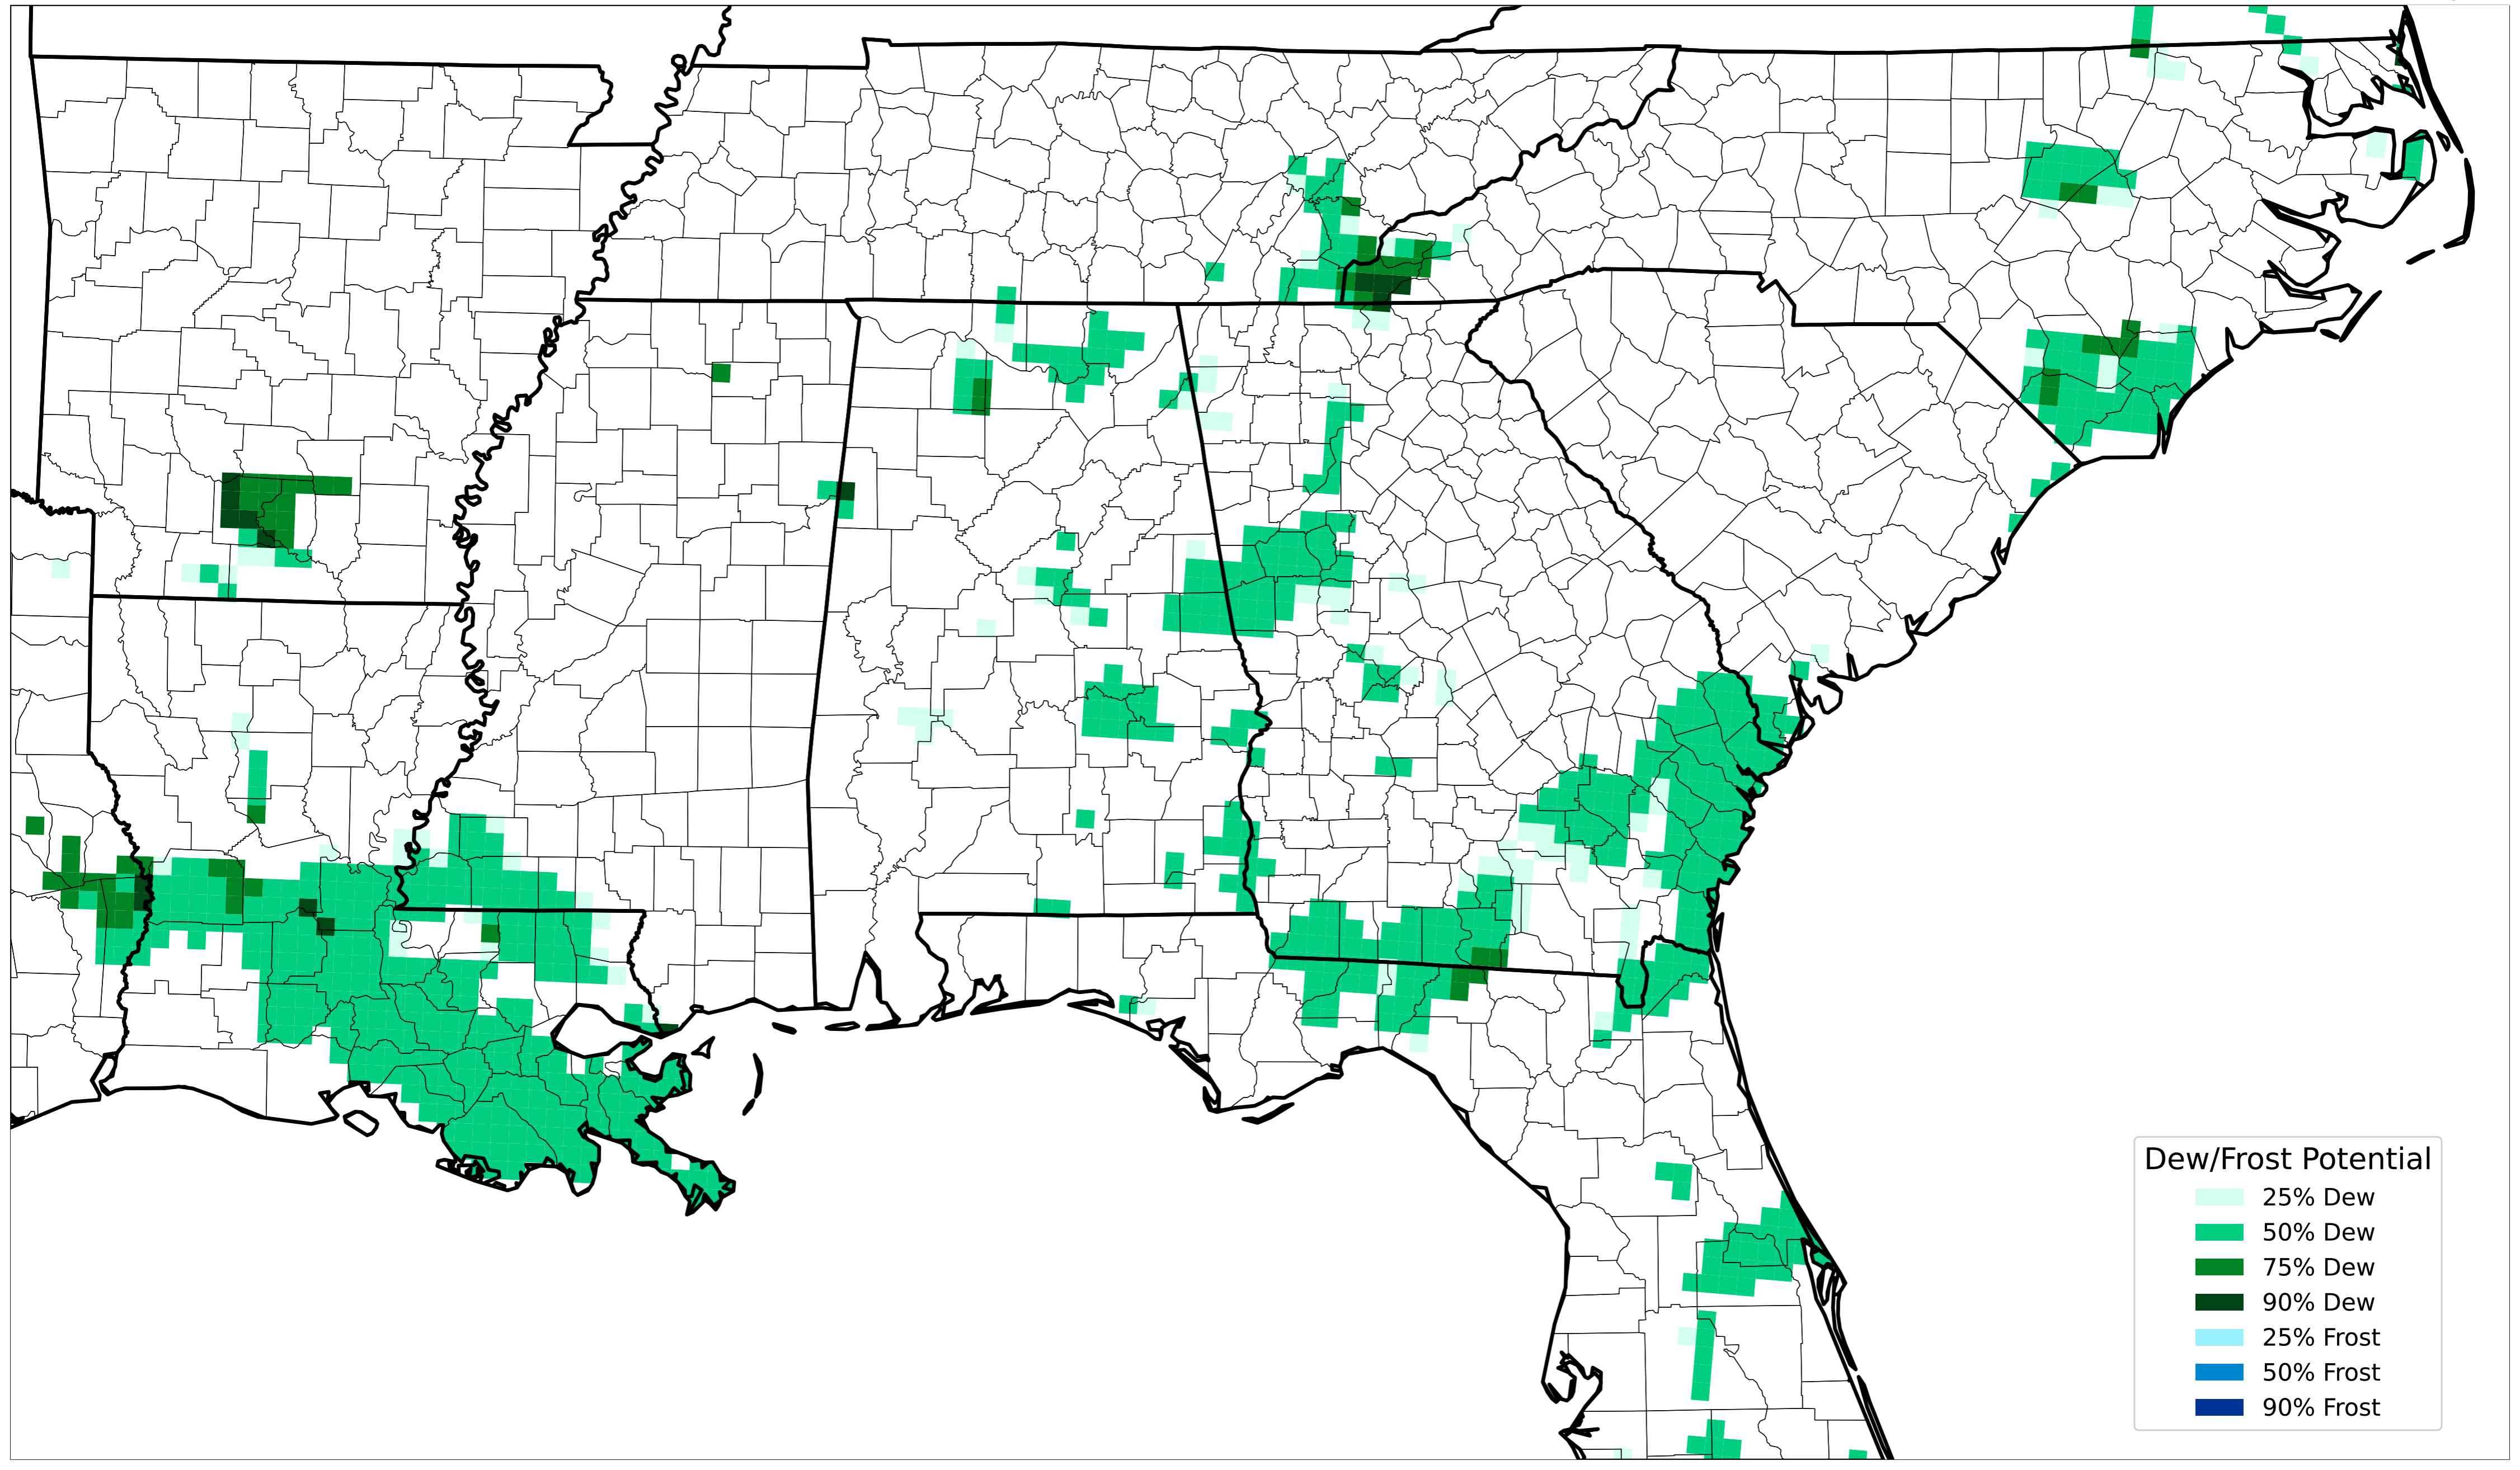 Dew/Frost Potential
25% Dew
50% Dew
75% Dew
90% Dew
25% Frost
50% Frost
90% Frost